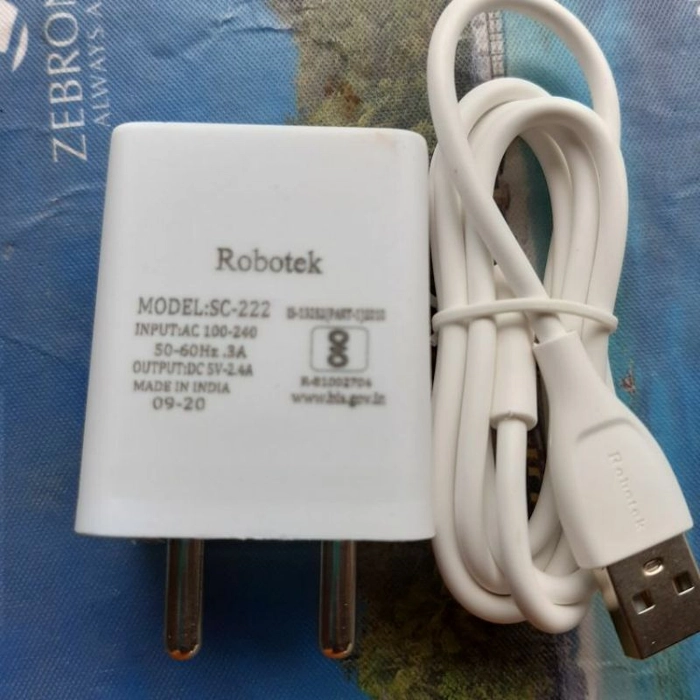 ZEBRON
ALWAYS A
Robotek
MODEL:SC-222
INPUT:AC 100-240
50-60Hz .3A
OUTPUT:DC 5V-2.4A
MADE IN INDIA
09-20
R-81002704
www.bis.gov.in
Robotek